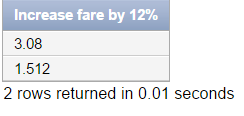 Increase fare by 12%
3.08
1.512
2 rows returned in 0.01 seconds